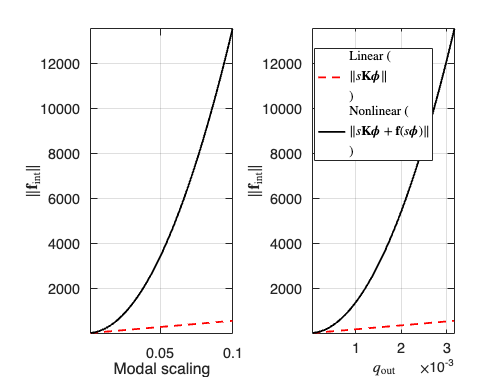 12000
10000
8000
6000
4000
2000
‖f_int‖
0.05 0.1
Modal scaling
12000
10000
8000
6000
4000
2000
‖f_int‖
Linear (
‖sKϕ‖
)
Nonlinear (
‖sKϕ + f(sϕ)‖
)
1 2 3
q_out ×10^-3